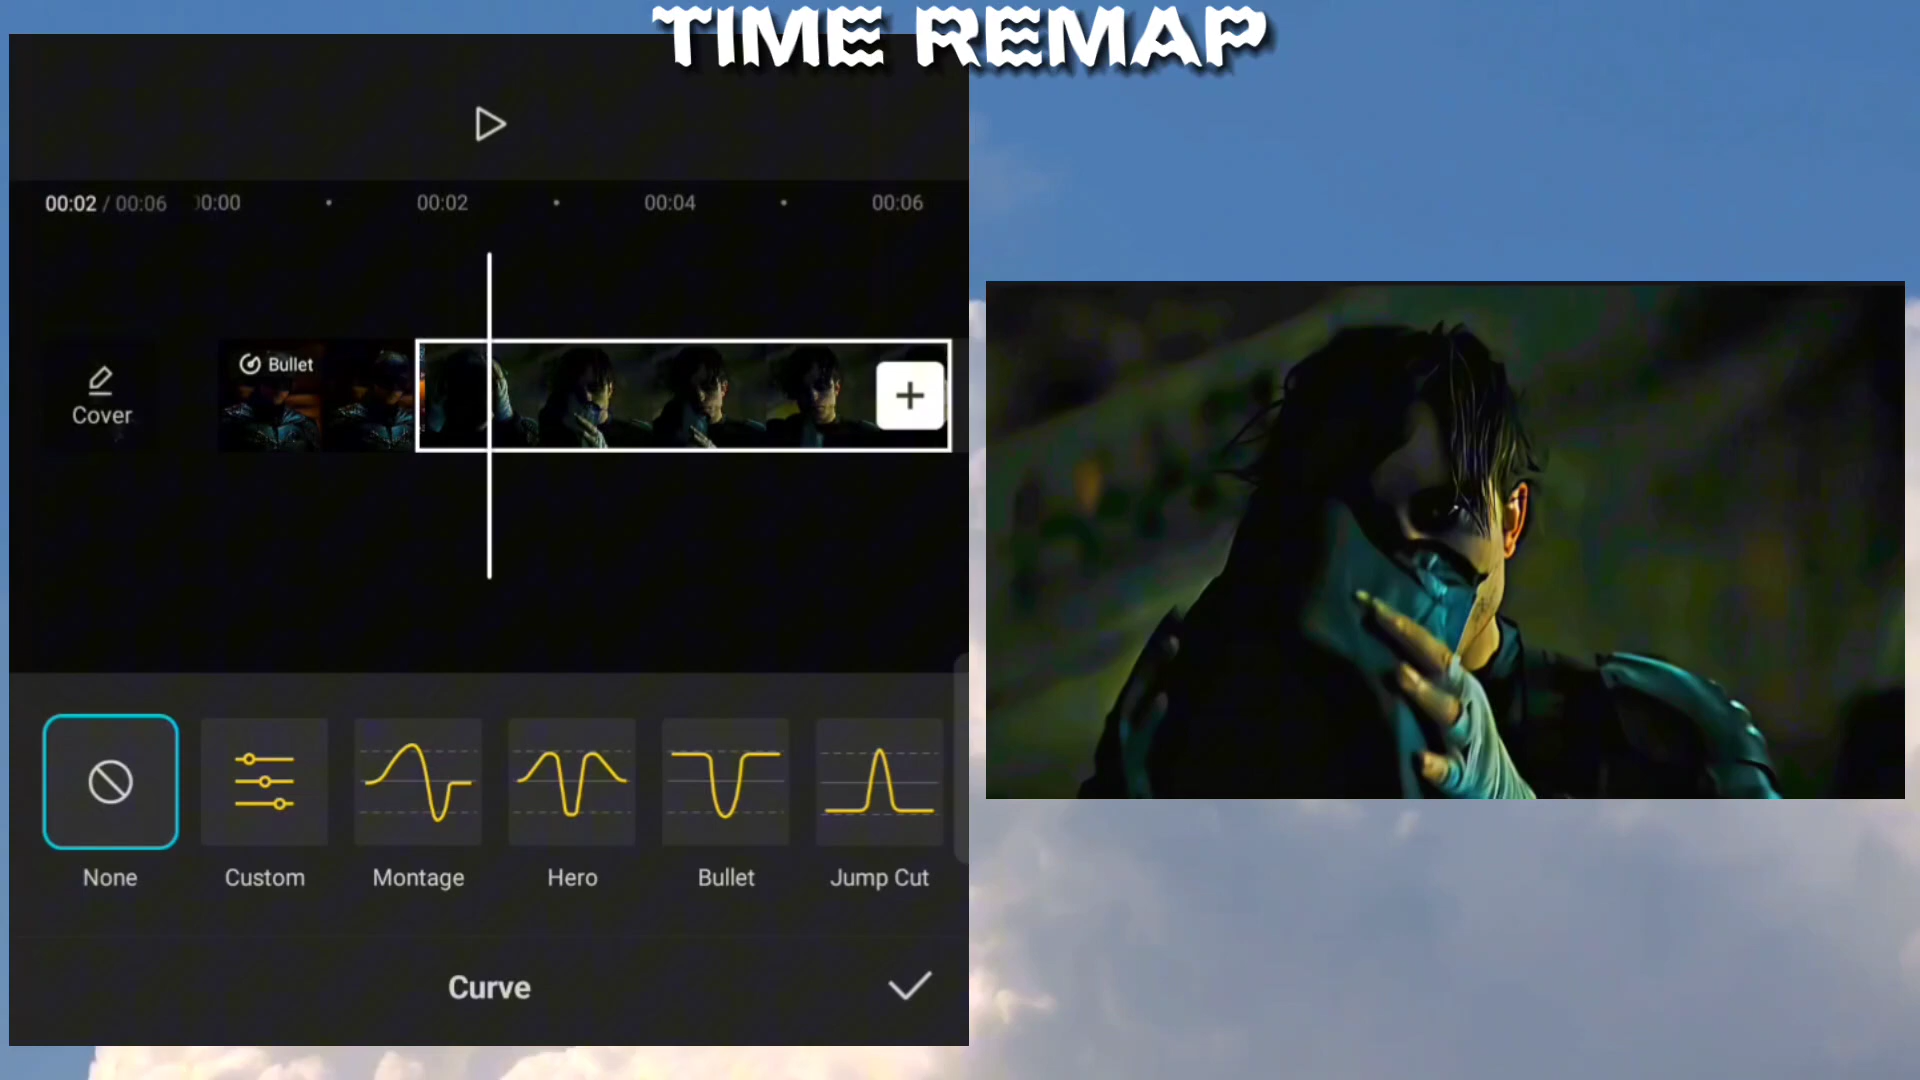 TIME REMAP
00:02 / 00:06
0:00
00:02
00:04
00:06
Cover
Bullet
None
Custom
Montage
Hero
Bullet
Jump Cut
Curve